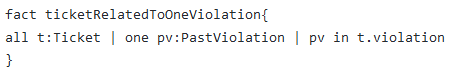 fact ticketRelatedToOneViolation{
all t:Ticket | one pv:PastViolation | pv in t.violation
}